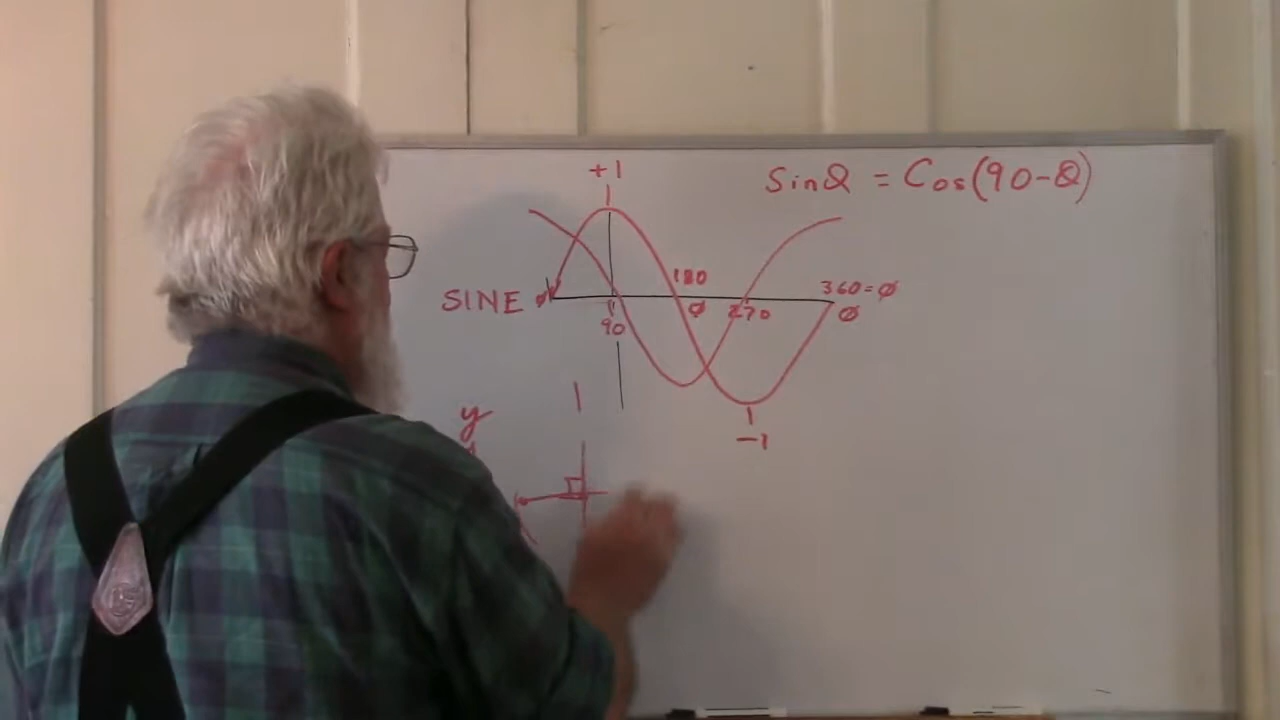 +1
Sinθ = Cos(90-θ)
180
SINE ø
360=ø
ø
ø
90
270
y
-1